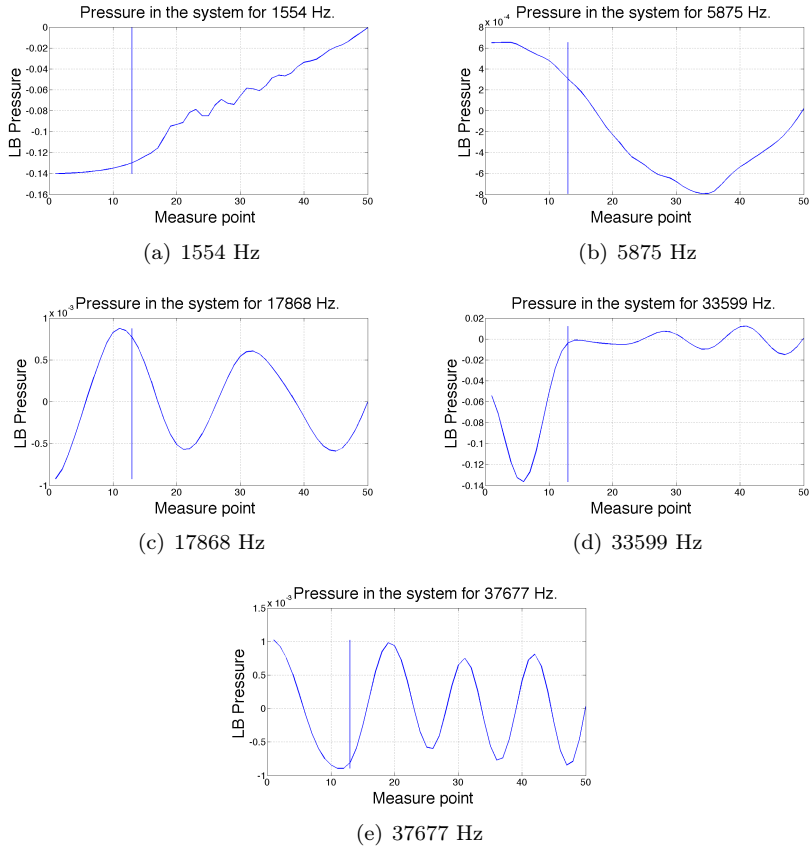 Pressure in the system for 1554 Hz.
LB Pressure
0
-0.02
-0.04
-0.06
-0.08
-0.1
-0.12
-0.14
-0.16
0 10 20 30 40 50
Measure point
(a) 1554 Hz
Pressure in the system for 5875 Hz.
x 10⁻⁴
LB Pressure
8
6
4
2
0
-2
-4
-6
-8
0 10 20 30 40 50
Measure point
(b) 5875 Hz
Pressure in the system for 17868 Hz.
x 10⁻³
LB Pressure
1
0.5
0
-0.5
-1
0 10 20 30 40 50
Measure point
(c) 17868 Hz
Pressure in the system for 33599 Hz.
LB Pressure
0.02
0
-0.02
-0.04
-0.06
-0.08
-0.1
-0.12
-0.14
0 10 20 30 40 50
Measure point
(d) 33599 Hz
Pressure in the system for 37677 Hz.
x 10⁻³
LB Pressure
1.5
1
0.5
0
-0.5
-1
0 10 20 30 40 50
Measure point
(e) 37677 Hz